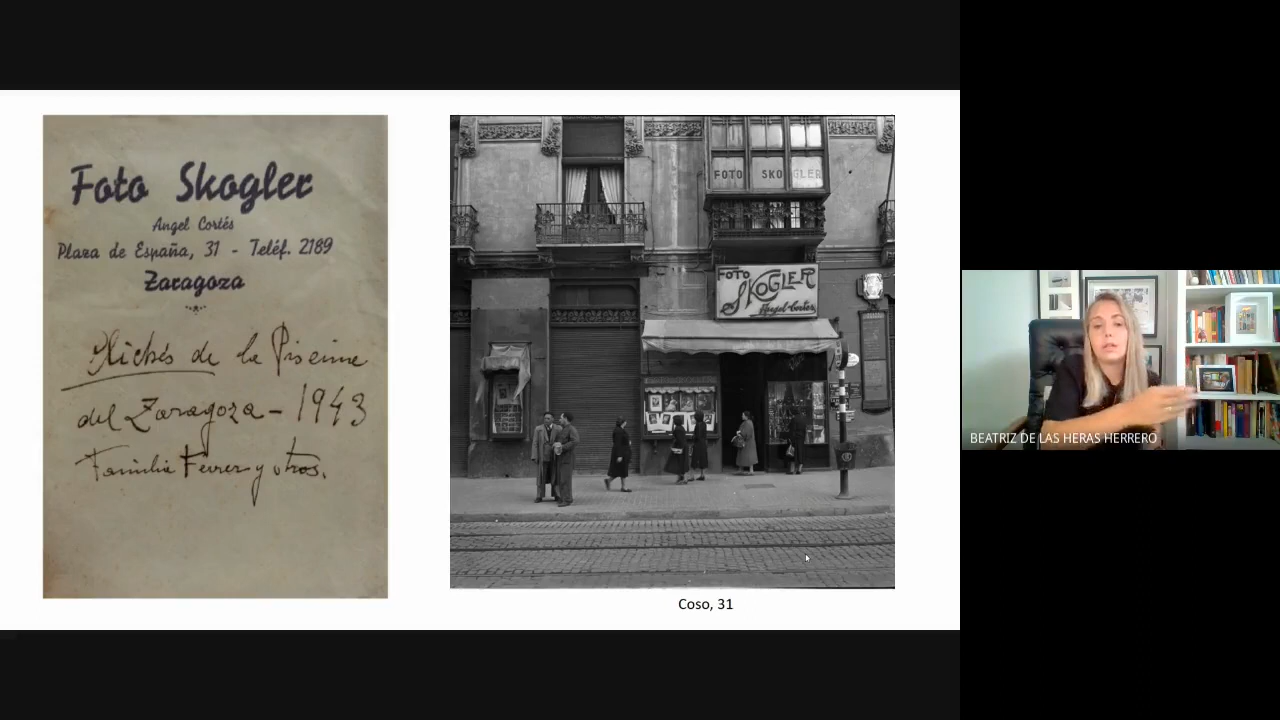 Foto Skogler
Angel Cortés
Plaza de España, 31 - Teléf. 2189
Zaragoza
Clichés de la Piscine
del Zaragoza - 1943
Familia Ferrer y otros.
FOTO SKOGLER
FOTO
SKOGLER
Angel Cortés
Coso, 31
BEATRIZ DE LAS HERAS HERRERO